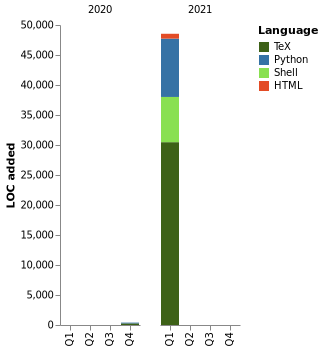 2020 2021
Language
TeX
Python
Shell
HTML
LOC added
50,000
45,000
40,000
35,000
30,000
25,000
20,000
15,000
10,000
5,000
0
Q1 Q2 Q3 Q4 Q1 Q2 Q3 Q4